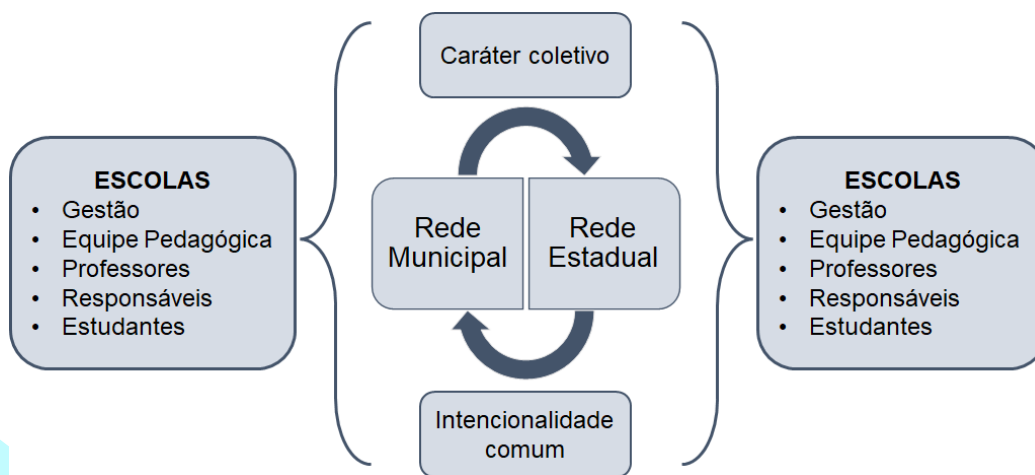 Caráter coletivo
ESCOLAS
• Gestão
• Equipe Pedagógica
• Professores
• Responsáveis
• Estudantes
Rede
Municipal
Rede
Estadual
ESCOLAS
• Gestão
• Equipe Pedagógica
• Professores
• Responsáveis
• Estudantes
Intencionalidade
comum